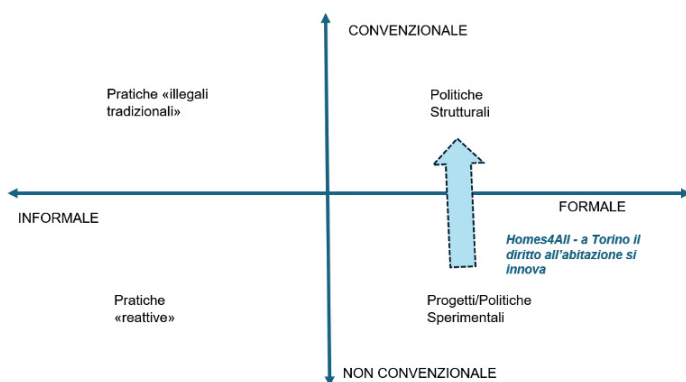 CONVENZIONALE
Pratiche «illegali
tradizionali»
Politiche
Strutturali
INFORMALE
FORMALE
Homes4All - a Torino il
diritto all'abitazione si
innova
Pratiche
«reattive»
Progetti/Politiche
Sperimentali
NON CONVENZIONALE